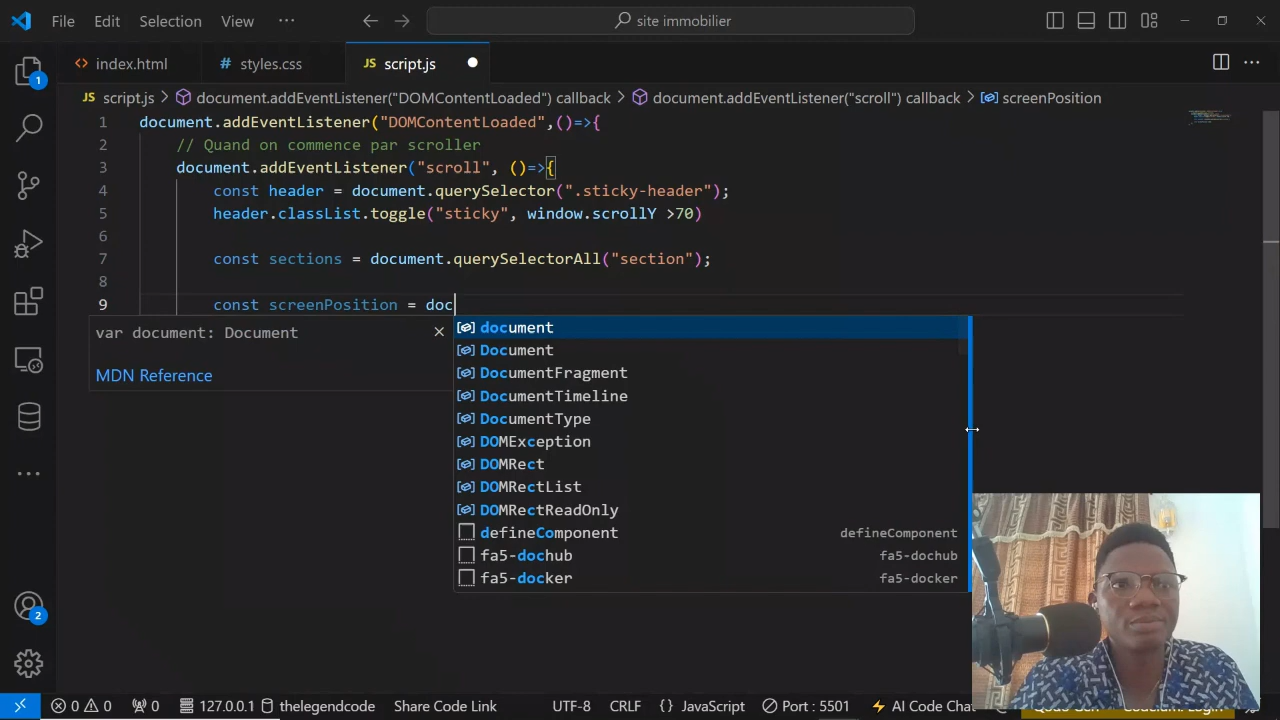 File Edit Selection View ··· site immobilier
index.html
# styles.css
JS script.js
JS script.js > document.addEventListener("DOMContentLoaded") callback > document.addEventListener("scroll") callback > screenPosition
1 document.addEventListener("DOMContentLoaded",()=>{
2 // Quand on commence par scroller
3 document.addEventListener("scroll", ()=>{
4 const header = document.querySelector(".sticky-header");
5 header.classList.toggle("sticky", window.scrollY >70)
6
7 const sections = document.querySelectorAll("section");
8
9 const screenPosition = doc
var document: Document
MDN Reference
document
Document
DocumentFragment
DocumentTimeline
DocumentType
DOMException
DOMRect
DOMRectList
DOMRectReadOnly
defineComponent defineComponent
fa5-dochub fa5-dochub
fa5-docker fa5-docker
1
2
0 0 0 127.0.0.1 thelegendcode Share Code Link UTF-8 CRLF {} JavaScript Port : 5501 AI Code Chat